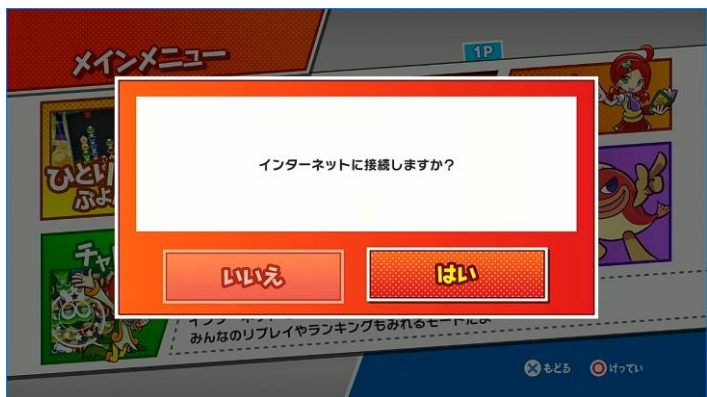 メインメニュー
1P
インターネットに接続しますか?
いいえ
はい
みんなのリプレイやランキングもみれるモードだよ
もどる
けってい